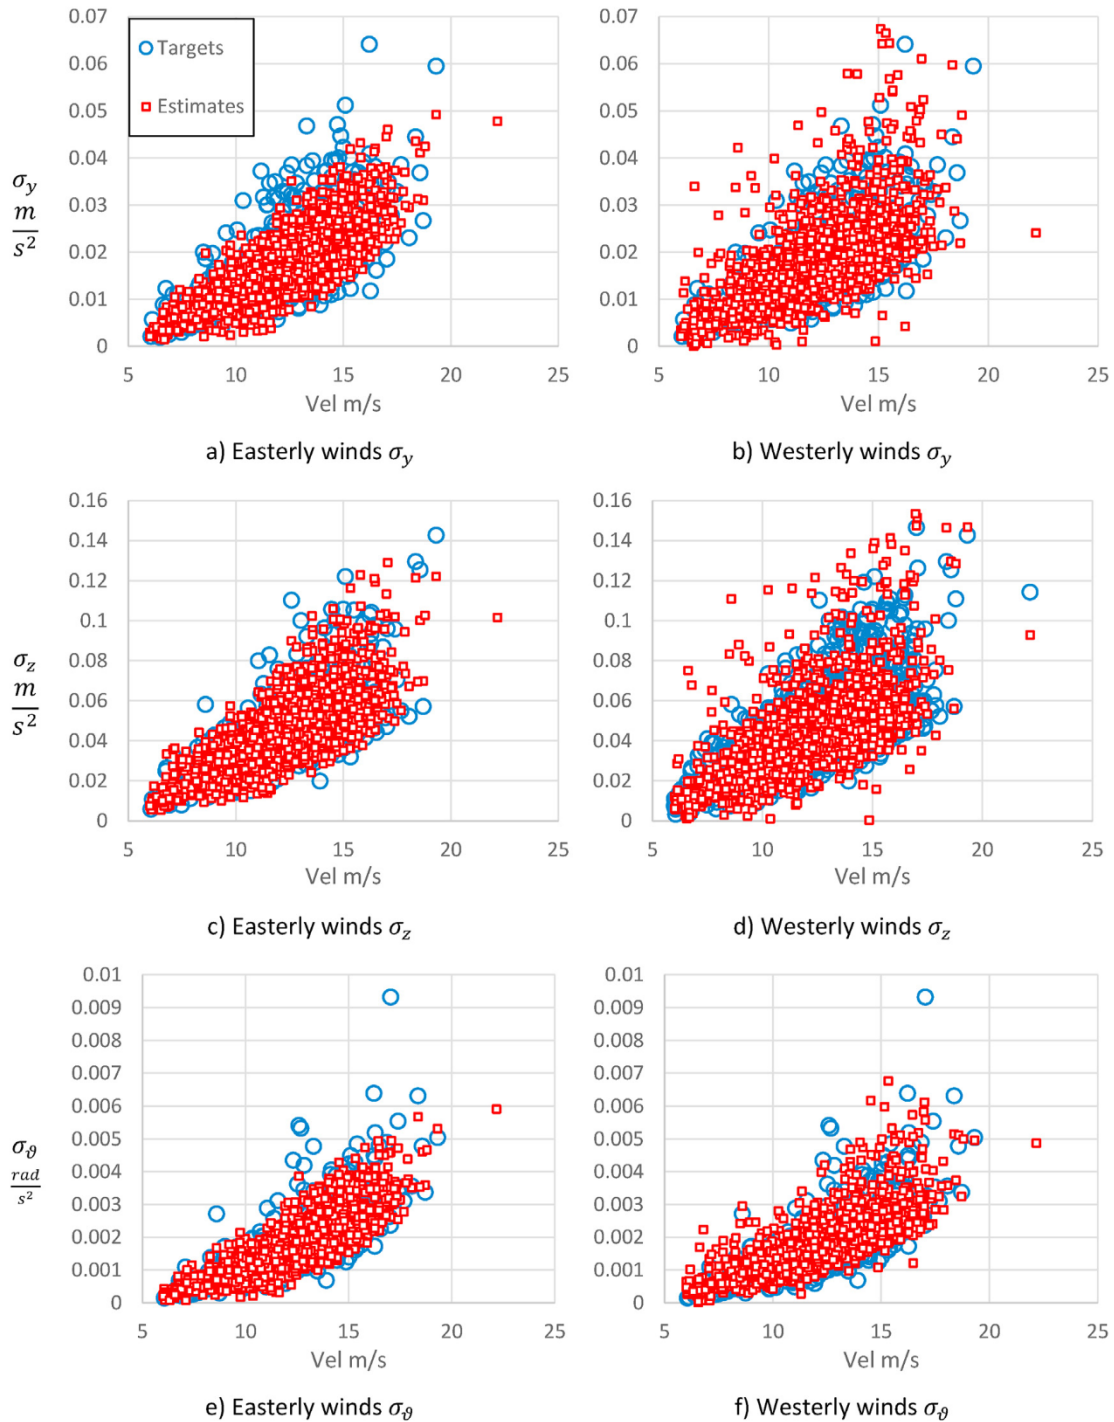 0.07
0.06
0.05
0.04
0.03
0.02
0.01
0
Targets
Estimates
σy
m
s²
5 10 15 20 25
Vel m/s
a) Easterly winds σy
0.07
0.06
0.05
0.04
0.03
0.02
0.01
0
5 10 15 20 25
Vel m/s
b) Westerly winds σy
0.16
0.14
0.12
0.1
0.08
0.06
0.04
0.02
0
σz
m
s²
5 10 15 20 25
Vel m/s
c) Easterly winds σz
0.16
0.14
0.12
0.1
0.08
0.06
0.04
0.02
0
5 10 15 20 25
Vel m/s
d) Westerly winds σz
0.01
0.009
0.008
0.007
0.006
0.005
0.004
0.003
0.002
0.001
0
σϑ
rad
s²
5 10 15 20 25
Vel m/s
e) Easterly winds σϑ
0.01
0.009
0.008
0.007
0.006
0.005
0.004
0.003
0.002
0.001
0
5 10 15 20 25
Vel m/s
f) Westerly winds σϑ